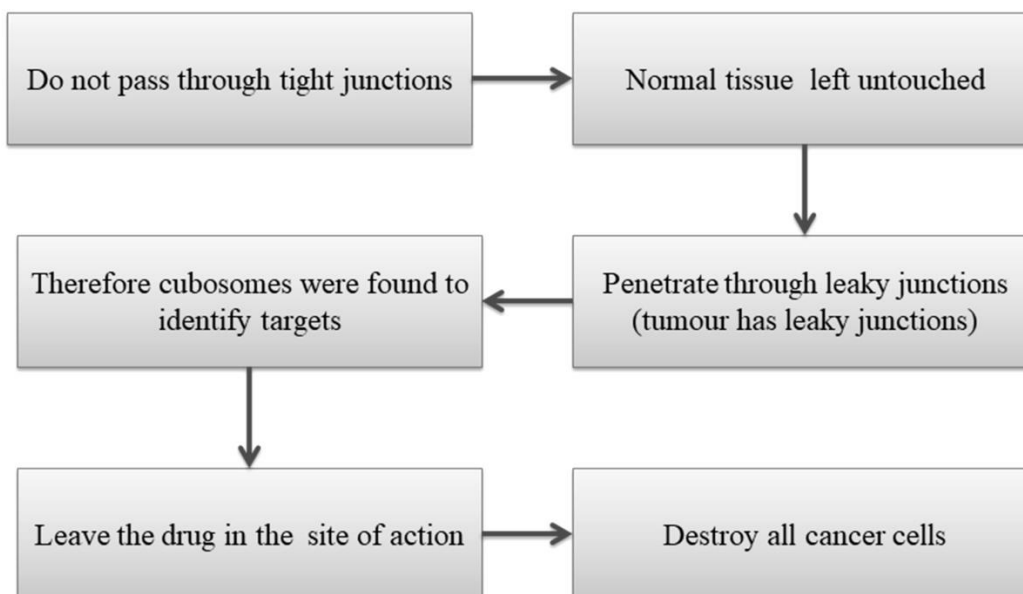 Do not pass through tight junctions
Normal tissue left untouched
Penetrate through leaky junctions
(tumour has leaky junctions)
Therefore cubosomes were found to
identify targets
Leave the drug in the site of action
Destroy all cancer cells